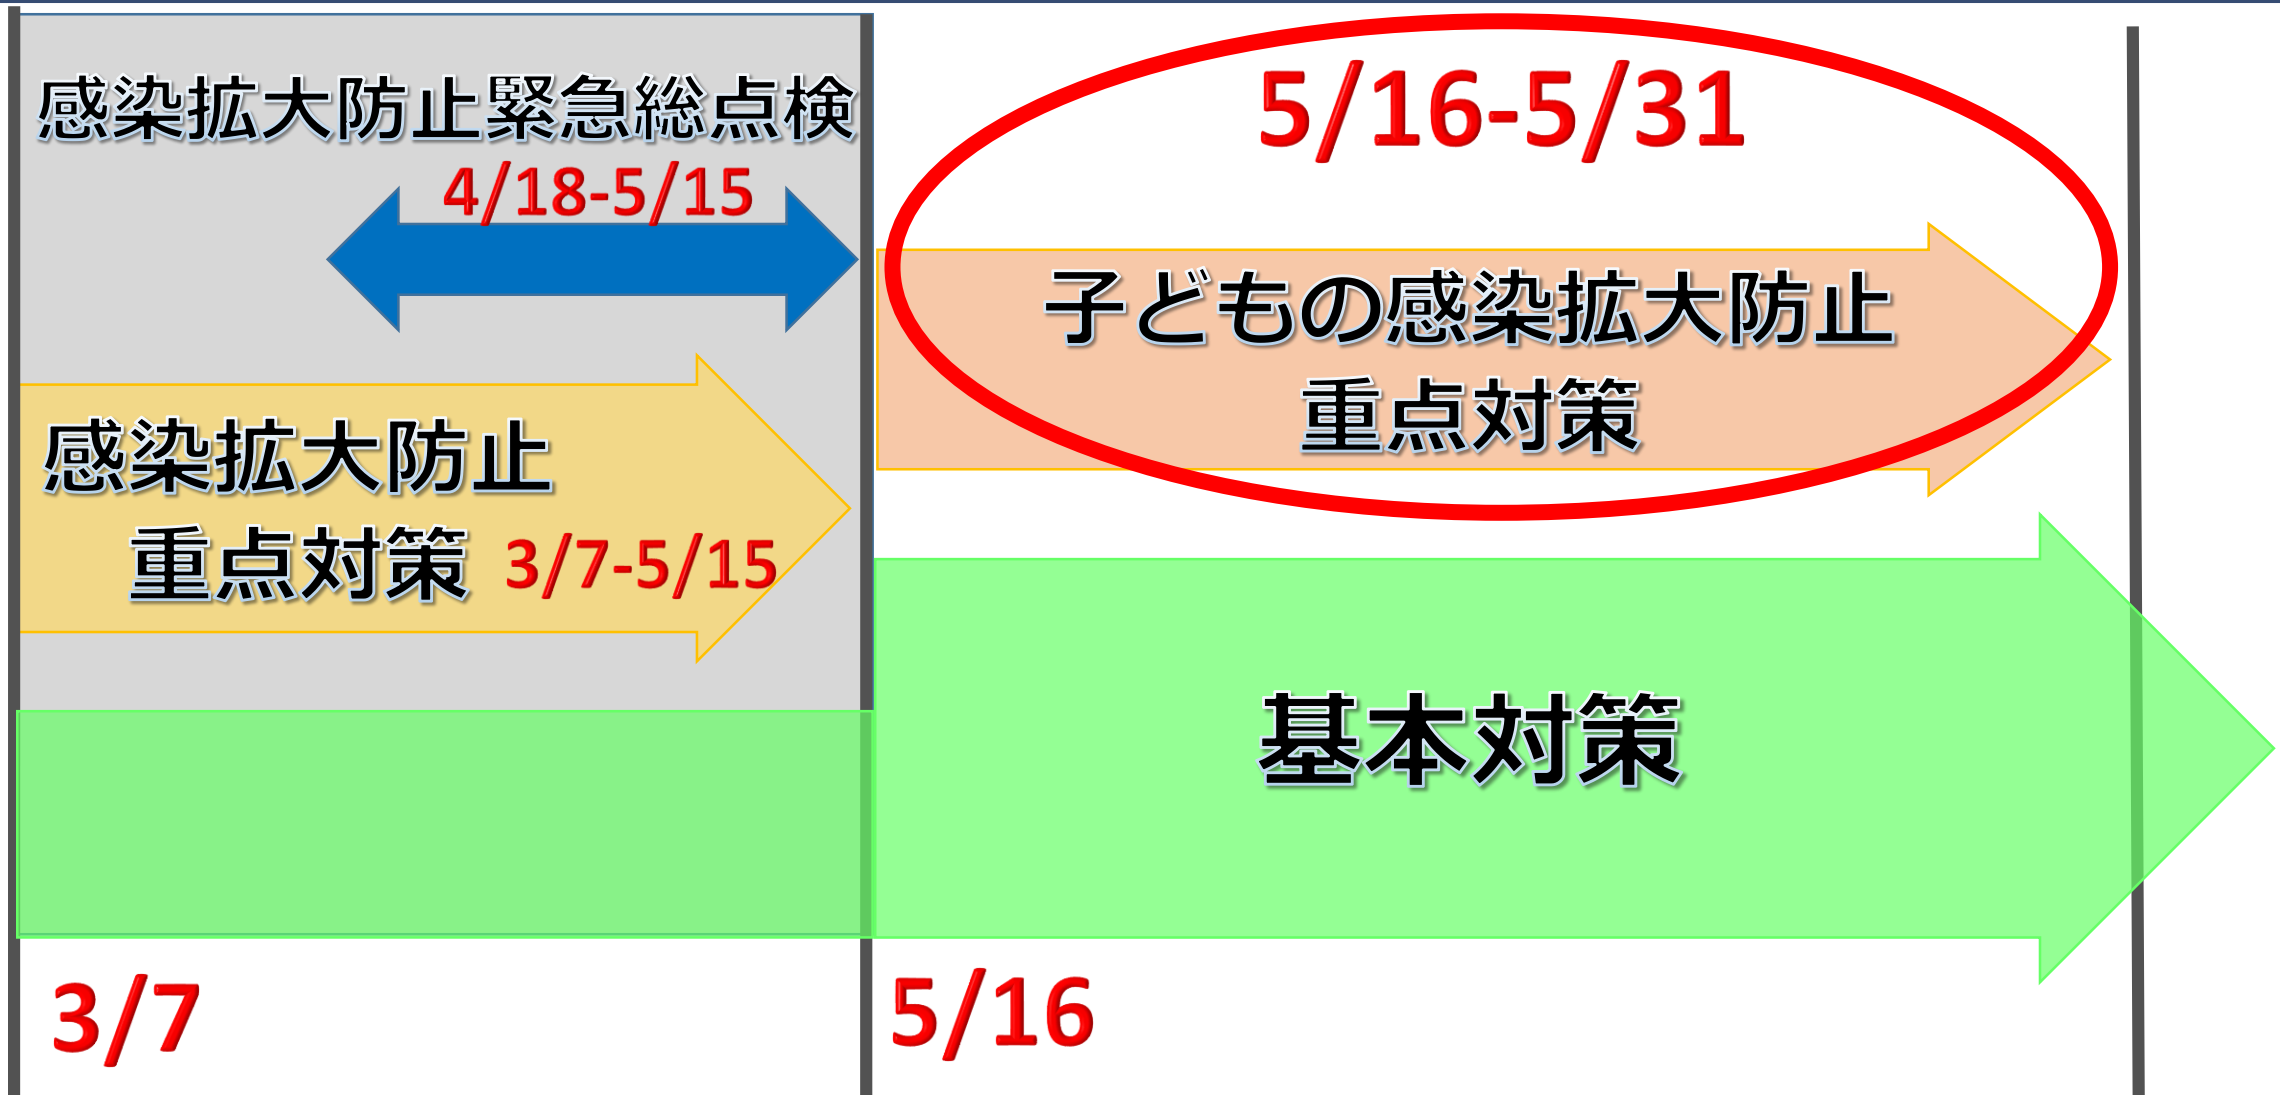 感染拡大防止緊急総点検
4/18-5/15
感染拡大防止
重点対策 3/7-5/15
5/16-5/31
子どもの感染拡大防止
重点対策
基本対策
3/7
5/16